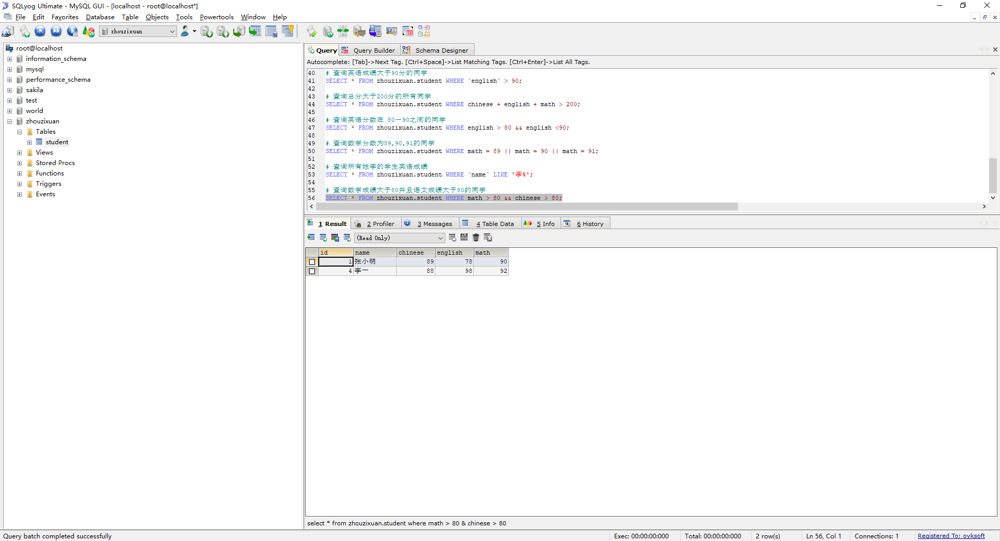 SQLyog Ultimate - MySQL GUI - [localhost - root@localhost*]
File Edit Favorites Database Table Objects Tools Powertools Window Help
zhouzixuan
root@localhost
information_schema
mysql
performance_schema
sakila
test
world
zhouzixuan
Tables
student
Views
Stored Procs
Functions
Triggers
Events
Query Query Builder Schema Designer
Autocomplete: [Tab]->Next Tag. [Ctrl+Space]->List Matching Tags. [Ctrl+Enter]->List All Tags.
40 # 查询英语成绩大于90分的同学
41 SELECT * FROM zhouzixuan.student WHERE `english` > 90;
42
43 # 查询总分大于200分的所有同学
44 SELECT * FROM zhouzixuan.student WHERE chinese + english + math > 200;
45
46 # 查询英语分数在 80—90之间的同学
47 SELECT * FROM zhouzixuan.student WHERE english > 80 && english <90;
48
49 # 查询数学分数为89,90,91的同学
50 SELECT * FROM zhouzixuan.student WHERE math = 89 || math = 90 || math = 91;
51
52 # 查询所有姓李的学生英语成绩
53 SELECT * FROM zhouzixuan.student WHERE `name` LIKE '李%';
54
55 # 查询数学成绩大于80并且语文成绩大于80的同学
56 SELECT * FROM zhouzixuan.student WHERE math > 80 && chinese > 80;
1 Result 2 Profiler 3 Messages 4 Table Data 5 Info 6 History
(Read Only)
id name chinese english math
1 张小明 89 78 90
4 李一 88 98 92
select * from zhouzixuan.student where math > 80 & chinese > 80
Query batch completed successfully Exec: 00:00:00:000 Total: 00:00:00:000 2 row(s) Ln 56, Col 1 Connections: 1 Registered To: ovksoft